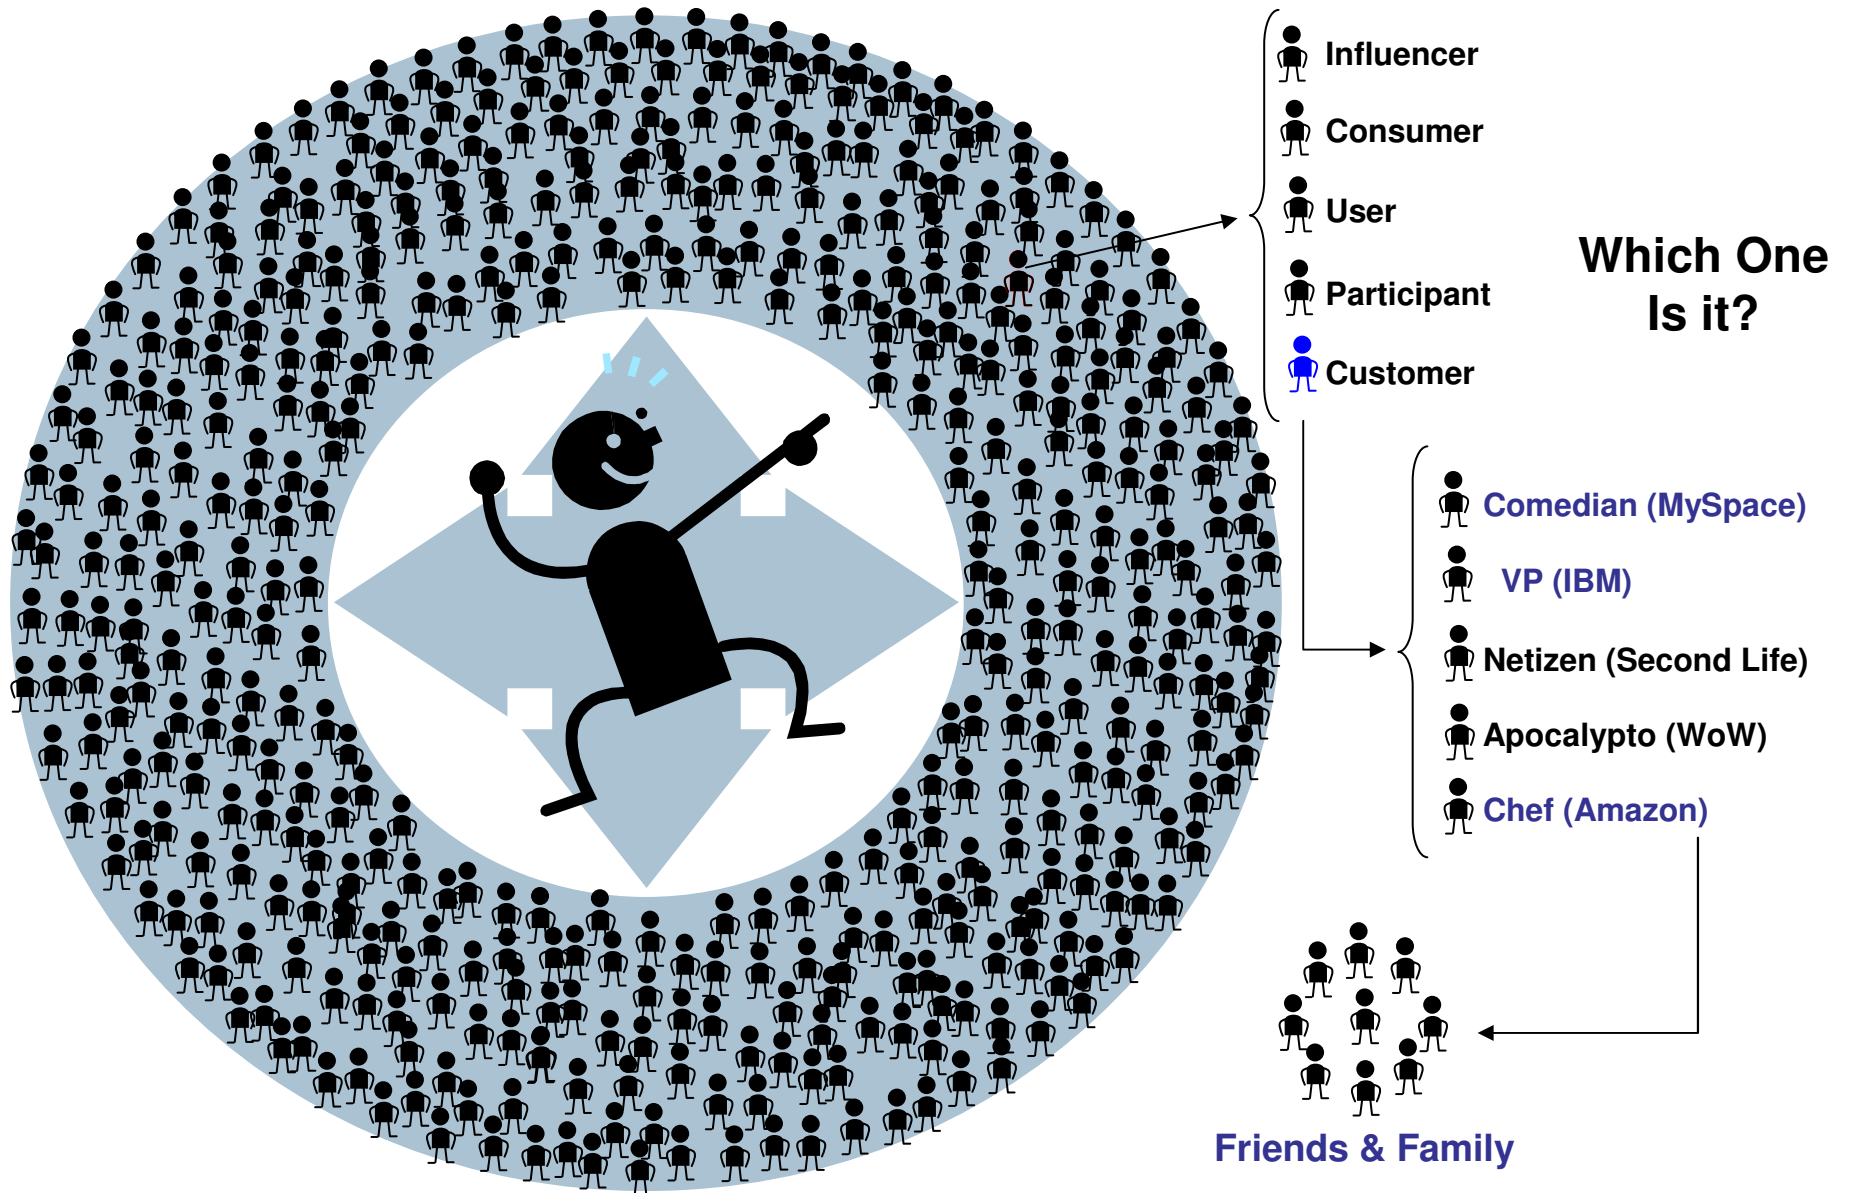 Influencer
Consumer
User
Participant
Customer
Which One
Is it?
Comedian (MySpace)
VP (IBM)
Netizen (Second Life)
Apocalypto (WoW)
Chef (Amazon)
Friends & Family